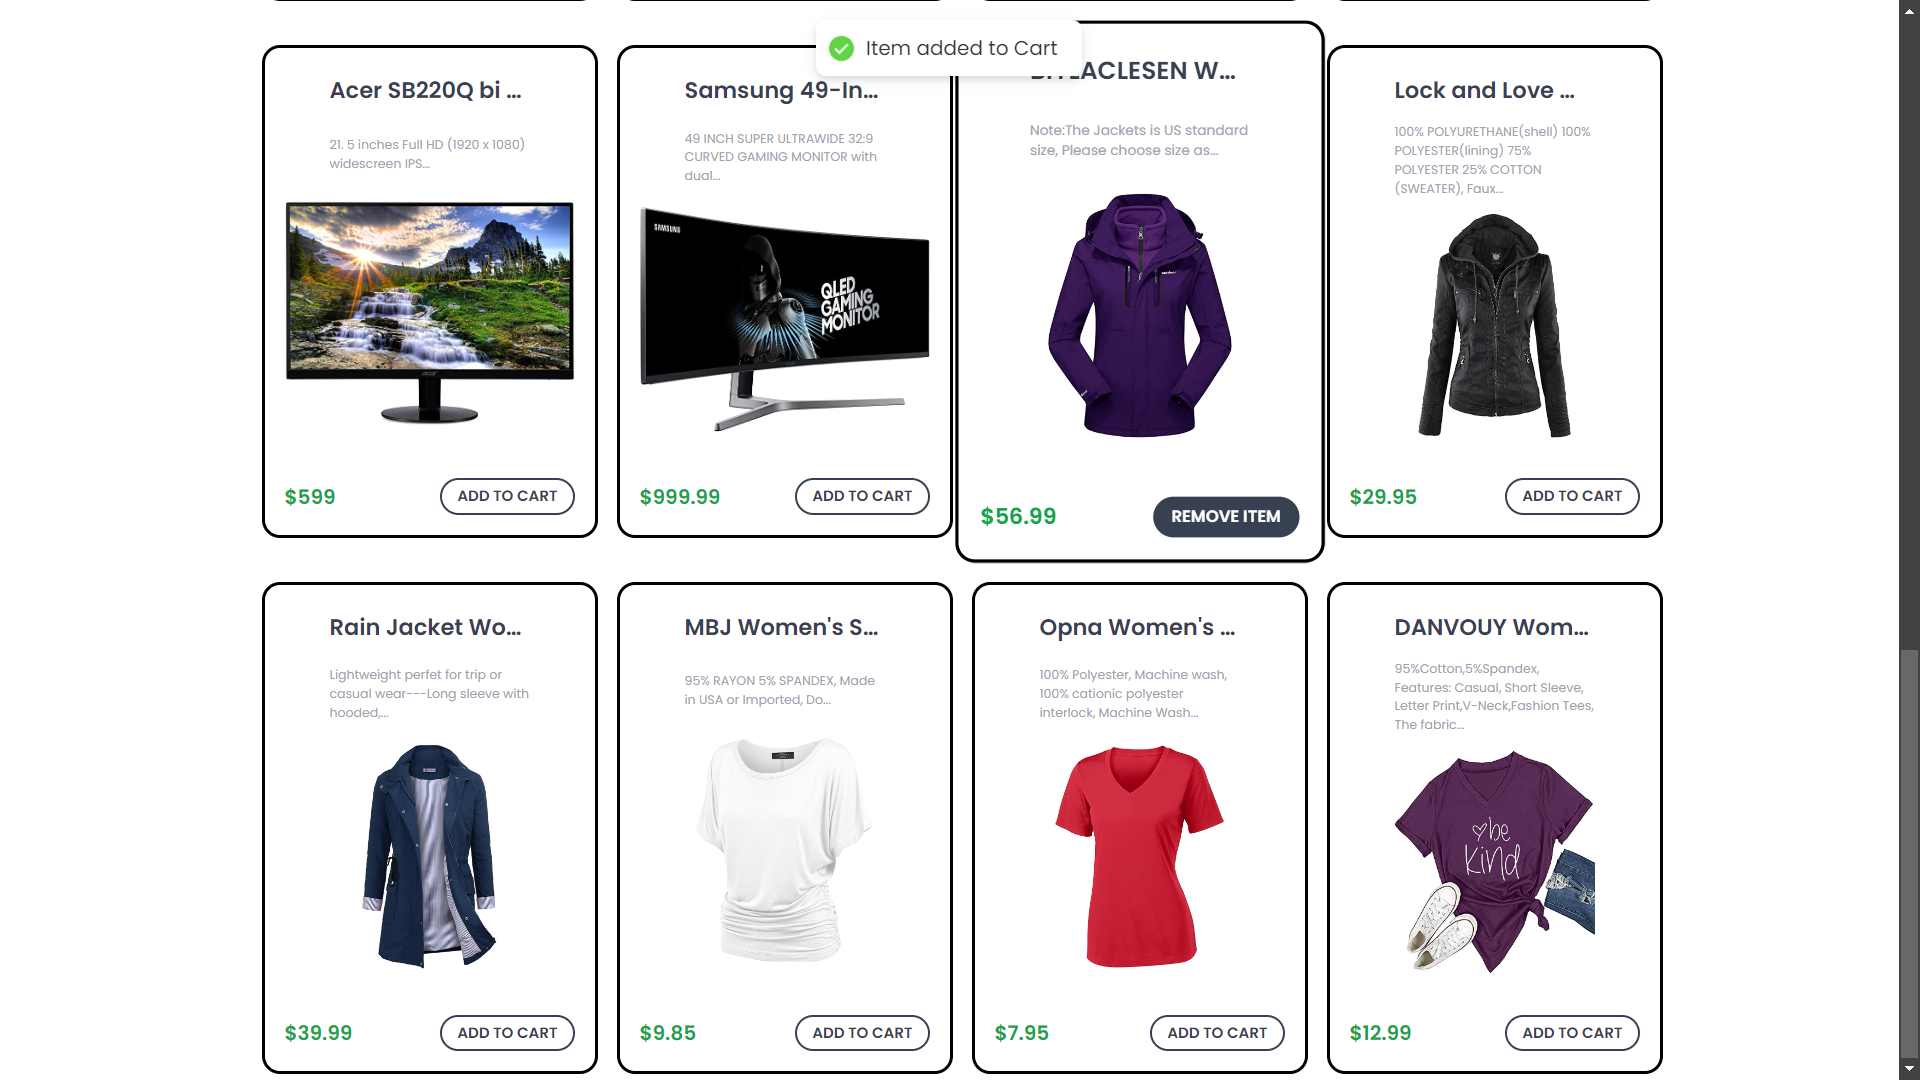 Item added to Cart
Acer SB220Q bi ...
21. 5 inches Full HD (1920 x 1080)
widescreen IPS...
SAMSUNG
QLED
GAMING
MONITOR
acer
$599
ADD TO CART
Samsung 49-In...
49 INCH SUPER ULTRAWIDE 32:9
CURVED GAMING MONITOR with
dual...
$999.99
ADD TO CART
W...
Note:The Jackets is US standard
size, Please choose size as...
$56.99
REMOVE ITEM
Lock and Love ...
100% POLYURETHANE(shell) 100%
POLYESTER(lining) 75%
POLYESTER 25% COTTON
(SWEATER), Faux...
$29.95
ADD TO CART
Rain Jacket Wo...
Lightweight perfet for trip or
casual wear---Long sleeve with
hooded,...
$39.99
ADD TO CART
MBJ Women's S...
95% RAYON 5% SPANDEX, Made
in USA or Imported, Do...
$9.85
ADD TO CART
Opna Women's ...
100% Polyester, Machine wash,
100% cationic polyester
interlock, Machine Wash...
$7.95
ADD TO CART
DANVOUY Wom...
95%Cotton,5%Spandex,
Features: Casual, Short Sleeve,
Letter Print,V-Neck,Fashion Tees,
The fabric...
be
kind
$12.99
ADD TO CART